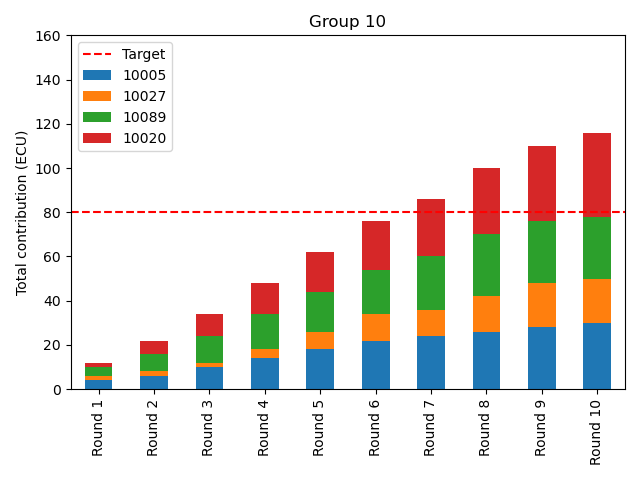 Group 10
Total contribution (ECU)
160
140
120
100
80
60
40
20
0
Target
10005
10027
10089
10020
Round 1
Round 2
Round 3
Round 4
Round 5
Round 6
Round 7
Round 8
Round 9
Round 10